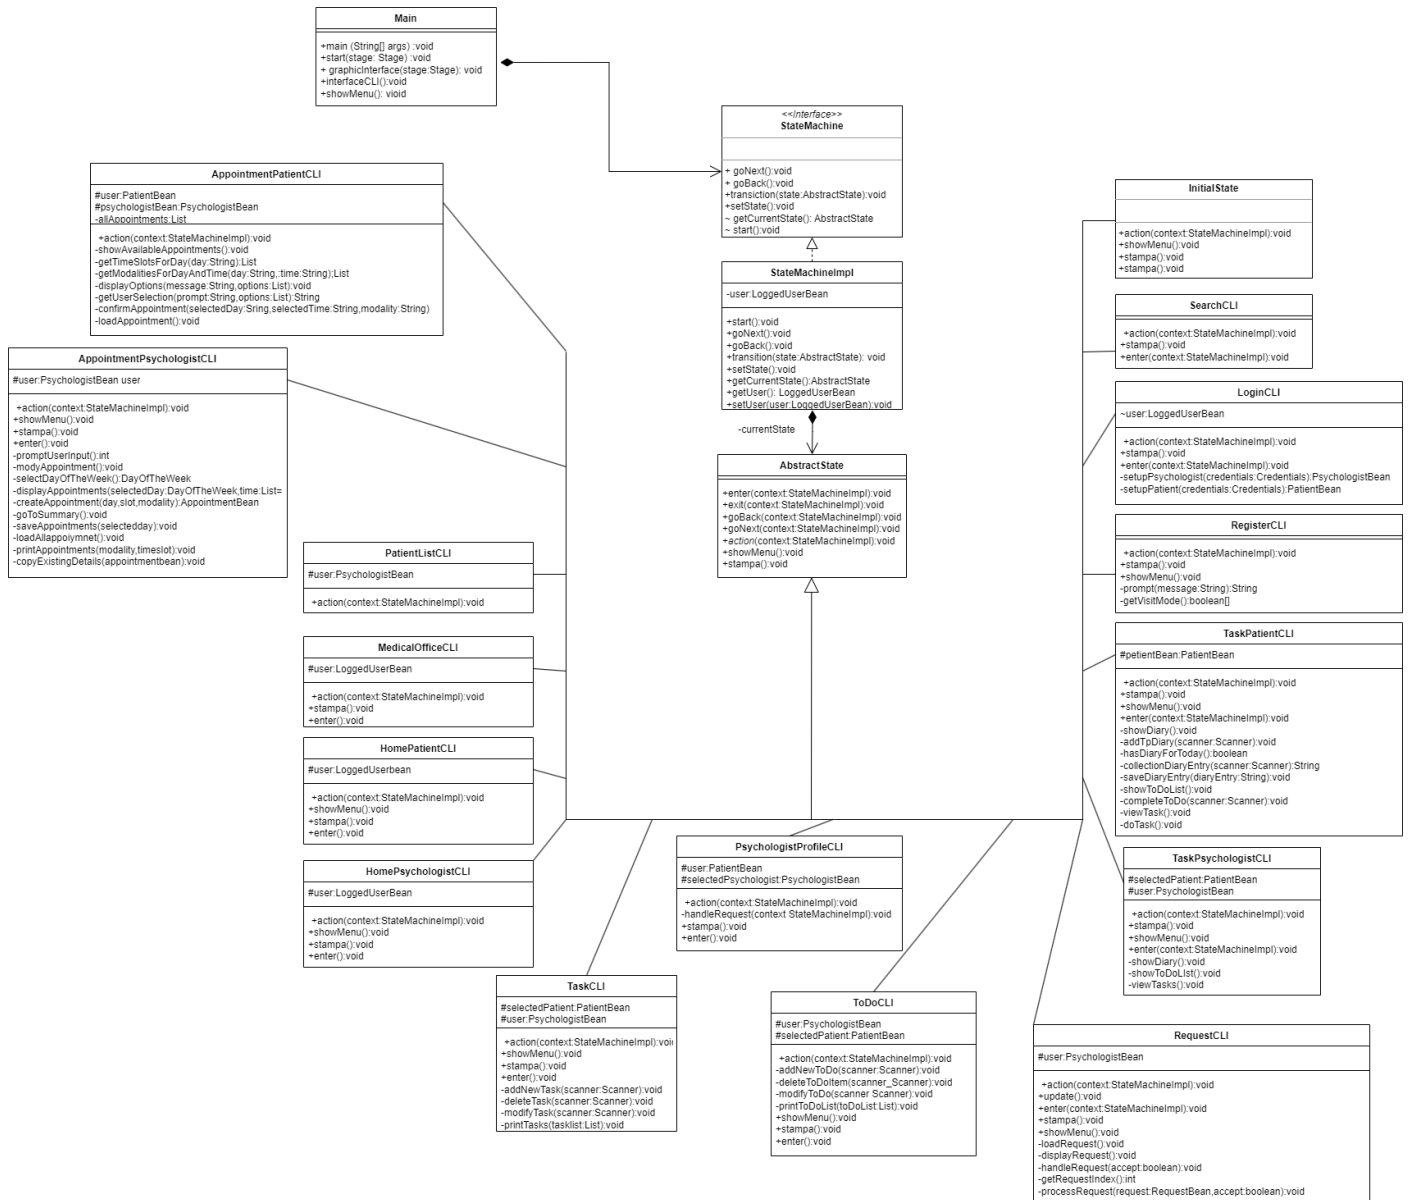 Main
+main (String[] args) :void
+start(stage: Stage) :void
+ graphicInterface(stage:Stage): void
+interfaceCLI():void
+showMenu(): vioid
<<Interface>>
StateMachine
+ goNext():void
+ goBack():void
+transiction(state:AbstractState):void
+setState():void
~ getCurrentState(): AbstractState
~ start():void
StateMachineImpl
-user:LoggedUserBean
+start():void
+goNext():void
+goBack():void
+transition(state:AbstractState): void
+setState():void
+getCurrentState():AbstractState
+getUser(): LoggedUserBean
+setUser(user:LoggedUserBean):void
-currentState
AbstractState
+enter(context:StateMachineImpl):void
+exit(context:StateMachineImpl):void
+goBack(context:StateMachineImpl):void
+goNext(context:StateMachineImpl):void
+action(context:StateMachineImpl):void
+showMenu():void
+stampa():void
AppointmentPatientCLI
#user:PatientBean
#psychologistBean:PsychologistBean
-allAppointments:List
+action(context:StateMachineImpl):void
-showAvailableAppointments():void
-getTimeSlotsForDay(day:String):List
-getModalitiesForDayAndTime(day:String,:time:String);List
-displayOptions(message:String,options:List):void
-getUserSelection(prompt:String,options:List):String
-confirmAppointment(selectedDay:Sring,selectedTime:String,modality:String)
-loadAppointment():void
AppointmentPsychologistCLI
#user:PsychologistBean user
+action(context:StateMachineImpl):void
+showMenu():void
+stampa():void
+enter():void
-promptUserInput():int
-modyAppointment():void
-selectDayOfTheWeek():DayOfTheWeek
-displayAppointments(selectedDay:DayOfTheWeek,time:List=
-createAppointment(day,slot,modality):AppointmentBean
-goToSummary():void
-saveAppointments(selectedday):void
-loadAllappoiymnet():void
-printAppointments(modality,timeslot):void
-copyExistingDetails(appointmentbean):void
PatientListCLI
#user:PsychologistBean
+action(context:StateMachineImpl):void
MedicalOfficeCLI
#user:LoggedUserBean
+action(context:StateMachineImpl):void
+stampa():void
+enter():void
HomePatientCLI
#user:LoggedUserbean
+action(context:StateMachineImpl):void
+showMenu():void
+stampa():void
+enter():void
HomePsychologistCLI
#user:LoggedUserBean
+action(context:StateMachineImpl):void
+showMenu():void
+stampa():void
+enter():void
TaskCLI
#selectedPatient:PatientBean
#user:PsychologistBean
+action(context:StateMachineImpl):voi
+showMenu():void
+stampa():void
+enter():void
-addNewTask(scanner:Scanner):void
-deleteTask(scanner:Scanner):void
-modifyTask(scanner:Scanner):void
-printTasks(tasklist:List):void
PsychologistProfileCLI
#user:PatientBean
#selectedPsychologist:PsychologistBean
+action(context:StateMachineImpl):void
-handleRequest(context StateMachineImpl):void
+stampa():void
+enter():void
ToDoCLI
#user:PsychologistBean
#selectedPatient:PatientBean
+action(context:StateMachineImpl):void
-addNewToDo(scanner:Scanner):void
-deleteToDoItem(scanner_Scanner):void
-modifyToDo(scanner Scanner):void
-printToDoList(toDoList:List):void
+showMenu():void
+stampa():void
+enter():void
InitialState
+action(context:StateMachineImpl):void
+showMenu():void
+stampa():void
+stampa():void
SearchCLI
+action(context:StateMachineImpl):void
+stampa():void
+enter(context:StateMachineImpl):void
LoginCLI
~user:LoggedUserBean
+action(context:StateMachineImpl):void
+stampa():void
+enter(context:StateMachineImpl):void
-setupPsychologist(credentials:Credentials):PsychologistBean
-setupPatient(credentials:Credentials):PatientBean
RegisterCLI
+action(context:StateMachineImpl):void
+stampa():void
+showMenu():void
-prompt(message:String):String
-getVisitMode():boolean[]
TaskPatientCLI
#petientBean:PatientBean
+action(context:StateMachineImpl):void
+stampa():void
+showMenu():void
+enter(context:StateMachineImpl):void
-showDiary():void
-addTpDiary(scanner:Scanner):void
-hasDiaryForToday():boolean
-collectionDiaryEntry(scanner:Scanner):String
-saveDiaryEntry(diaryEntry:String):void
-showToDoList():void
-completeToDo(scanner:Scanner):void
-viewTask():void
-doTask():void
TaskPsychologistCLI
#selectedPatient:PatientBean
#user:PsychologistBean
+action(context:StateMachineImpl):void
+stampa():void
+showMenu():void
+enter(context:StateMachineImpl):void
-showDiary():void
-showToDoLIst():void
-viewTasks():void
RequestCLI
#user:PsychologistBean
+action(context:StateMachineImpl):void
+update():void
+enter(context:StateMachineImpl):void
+stampa():void
+showMenu():void
-loadRequest():void
-displayRequest():void
-handleRequest(accept:boolean):void
-getRequestIndex():int
-processRequest(request:RequestBean,accept:boolean):void